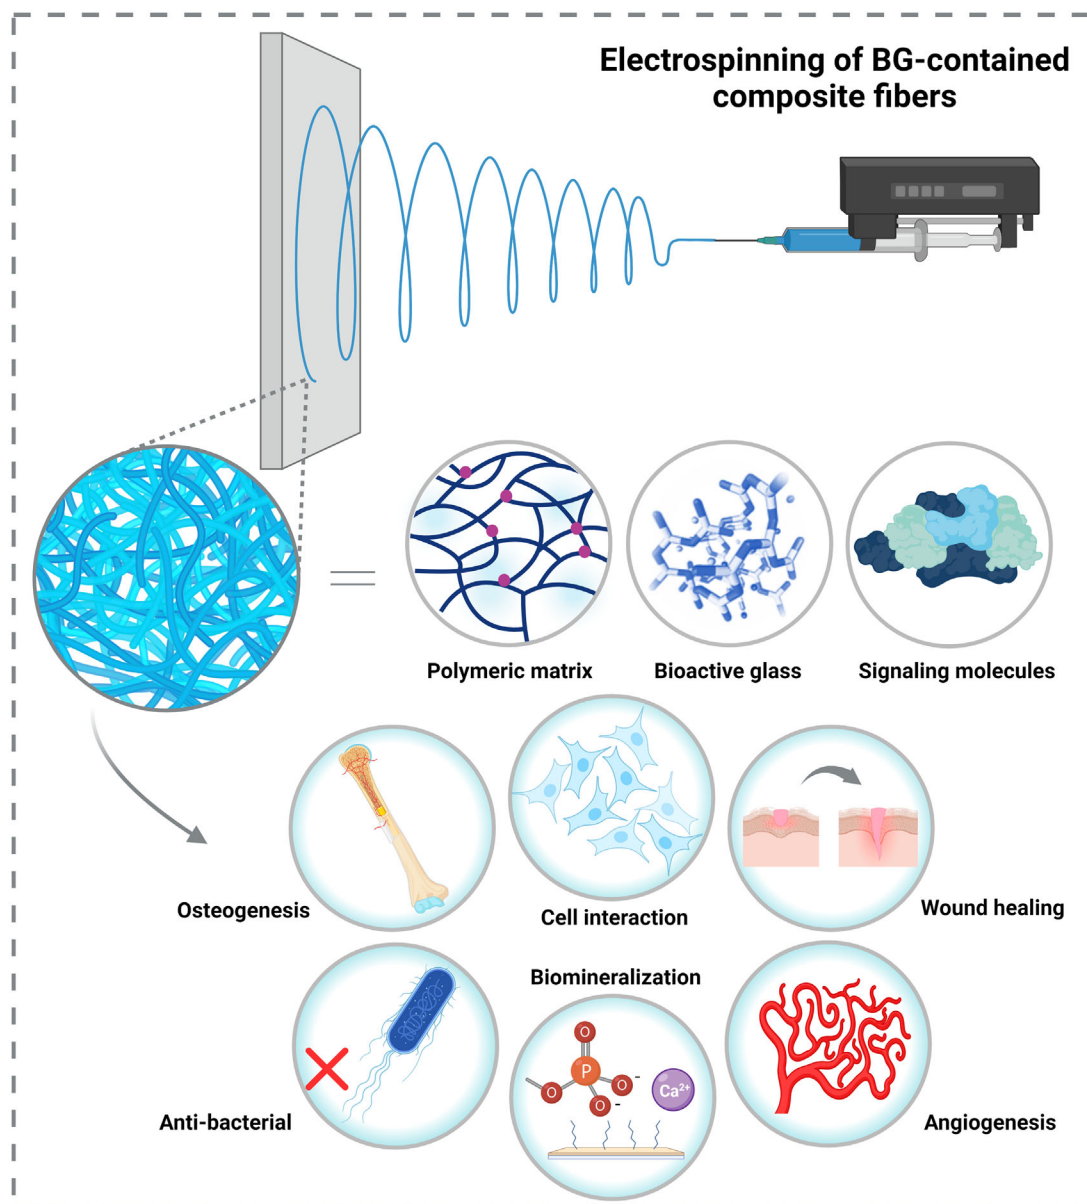 Electrospinning of BG-contained
composite fibers
Polymeric matrix
Bioactive glass
Signaling molecules
Osteogenesis
Cell interaction
Wound healing
Biomineralization
O
P
O
O
-
O
-
Ca²⁺
Anti-bacterial
Angiogenesis